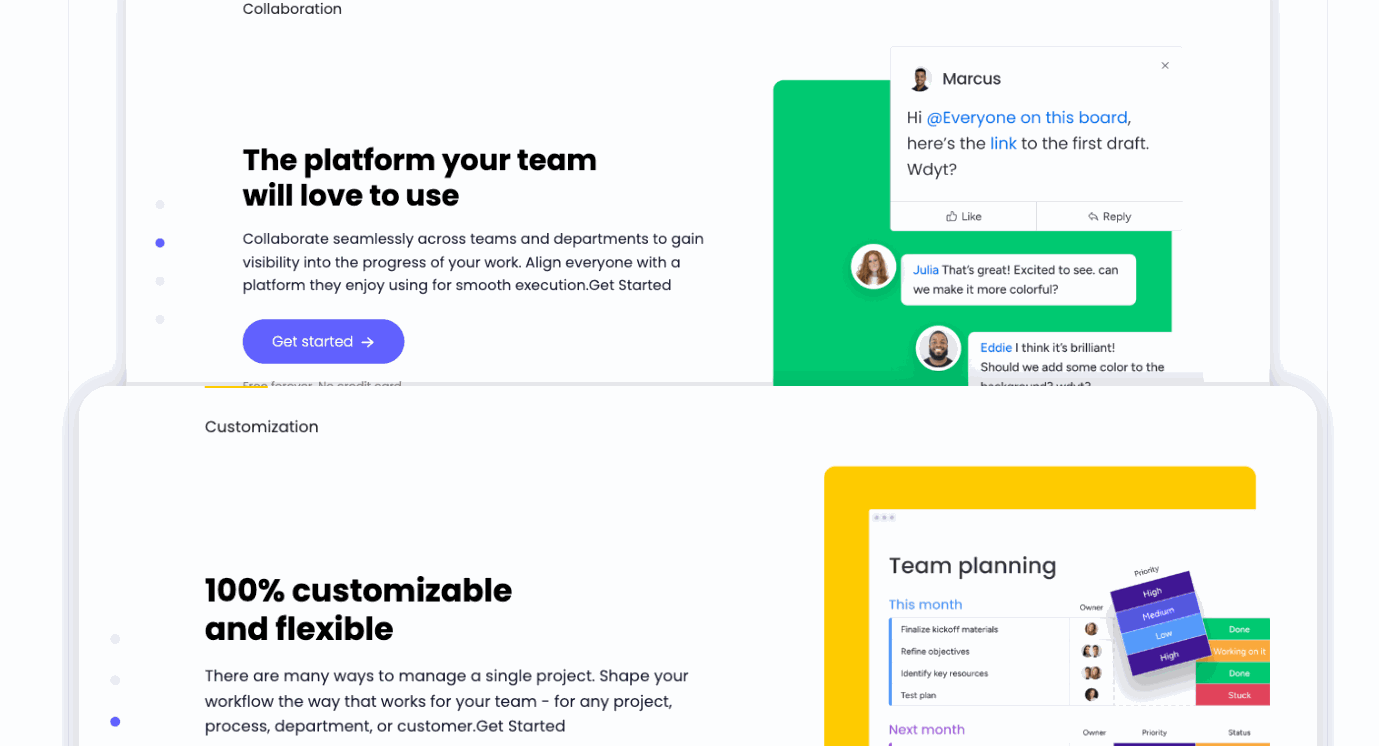 Collaboration
Marcus
Hi @Everyone on this board,
here's the link to the first draft.
Wdyt?
Like
Reply
The platform your team
will love to use
Collaborate seamlessly across teams and departments to gain
visibility into the progress of your work. Align everyone with a
platform they enjoy using for smooth execution.Get Started
Get started →
Free forever. No credit card
Julia That's great! Excited to see. can
we make it more colorful?
Eddie I think it's brilliant!
Should we add some color to the
background? wdyt?
Customization
100% customizable
and flexible
There are many ways to manage a single project. Shape your
workflow the way that works for your team - for any project,
process, department, or customer.Get Started
Team planning
This month
Owner
Priority
Finalize kickoff materials
High
Done
Refine objectives
Medium
Working on it
Identify key resources
Low
Done
Test plan
High
Stuck
Next month
Owner
Priority
Status